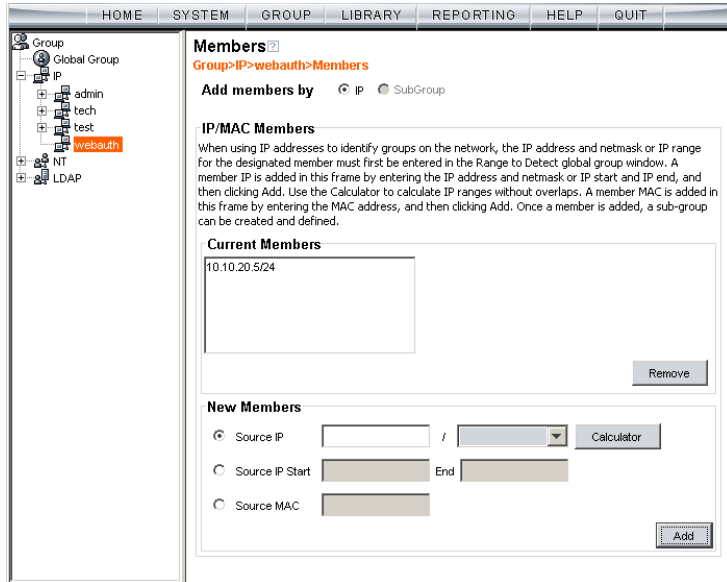 HOME SYSTEM GROUP LIBRARY REPORTING HELP QUIT
Group
Global Group
IP
admin
tech
test
webauth
NT
LDAP
Members?
Group>IP>webauth>Members
Add members by IP SubGroup
IP/MAC Members
When using IP addresses to identify groups on the network, the IP address and netmask or IP range
for the designated member must first be entered in the Range to Detect global group window. A
member IP is added in this frame by entering the IP address and netmask or IP start and IP end, and
then clicking Add. Use the Calculator to calculate IP ranges without overlaps. A member MAC is added in
this frame by entering the MAC address, and then clicking Add. Once a member is added, a sub-group
can be created and defined.
Current Members
10.10.20.5/24
Remove
New Members
Source IP / Calculator
Source IP Start End
Source MAC
Add